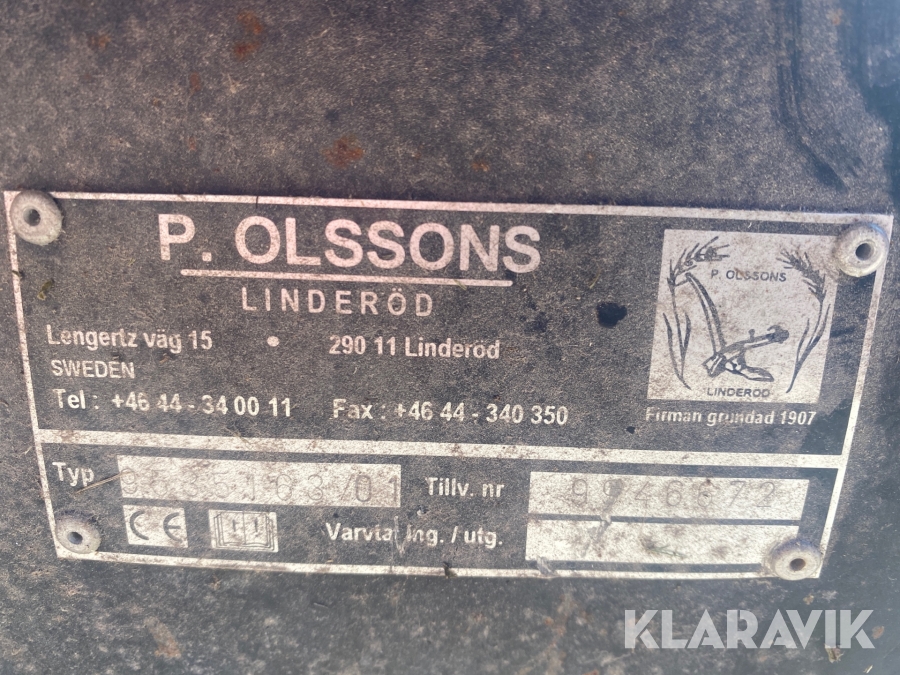 P. OLSSONS
LINDERÖD
Lengertz väg 15 • 290 11 Linderöd
SWEDEN
Tel : +46 44 - 34 00 11 Fax : +46 44 - 340 350
P. OLSSONS
LINDERÖD
Firman grundad 1907
Typ Tillv. nr 9946672
CE Varvtal ing. / utg.
KLARAVIK